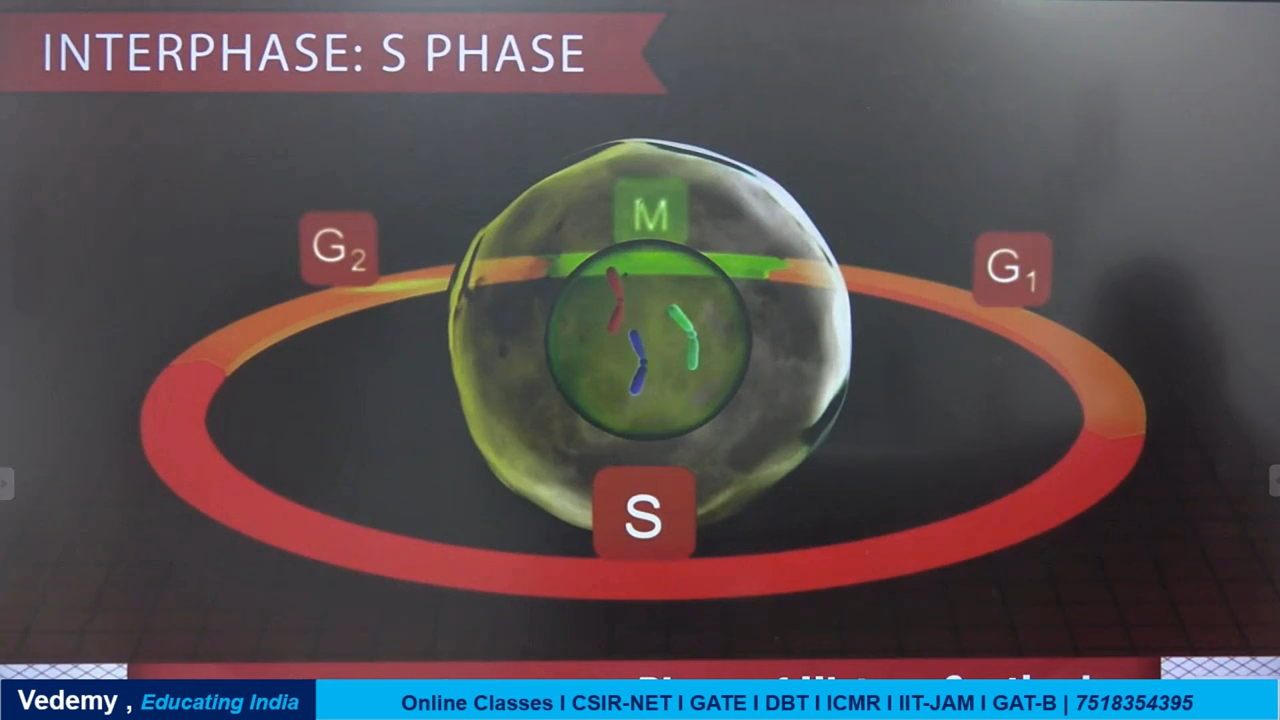 INTERPHASE: S PHASE
M
G₂
G₁
S
Vedemy , Educating India
Online Classes I CSIR-NET I GATE I DBT I ICMR I IIT-JAM I GAT-B | 7518354395